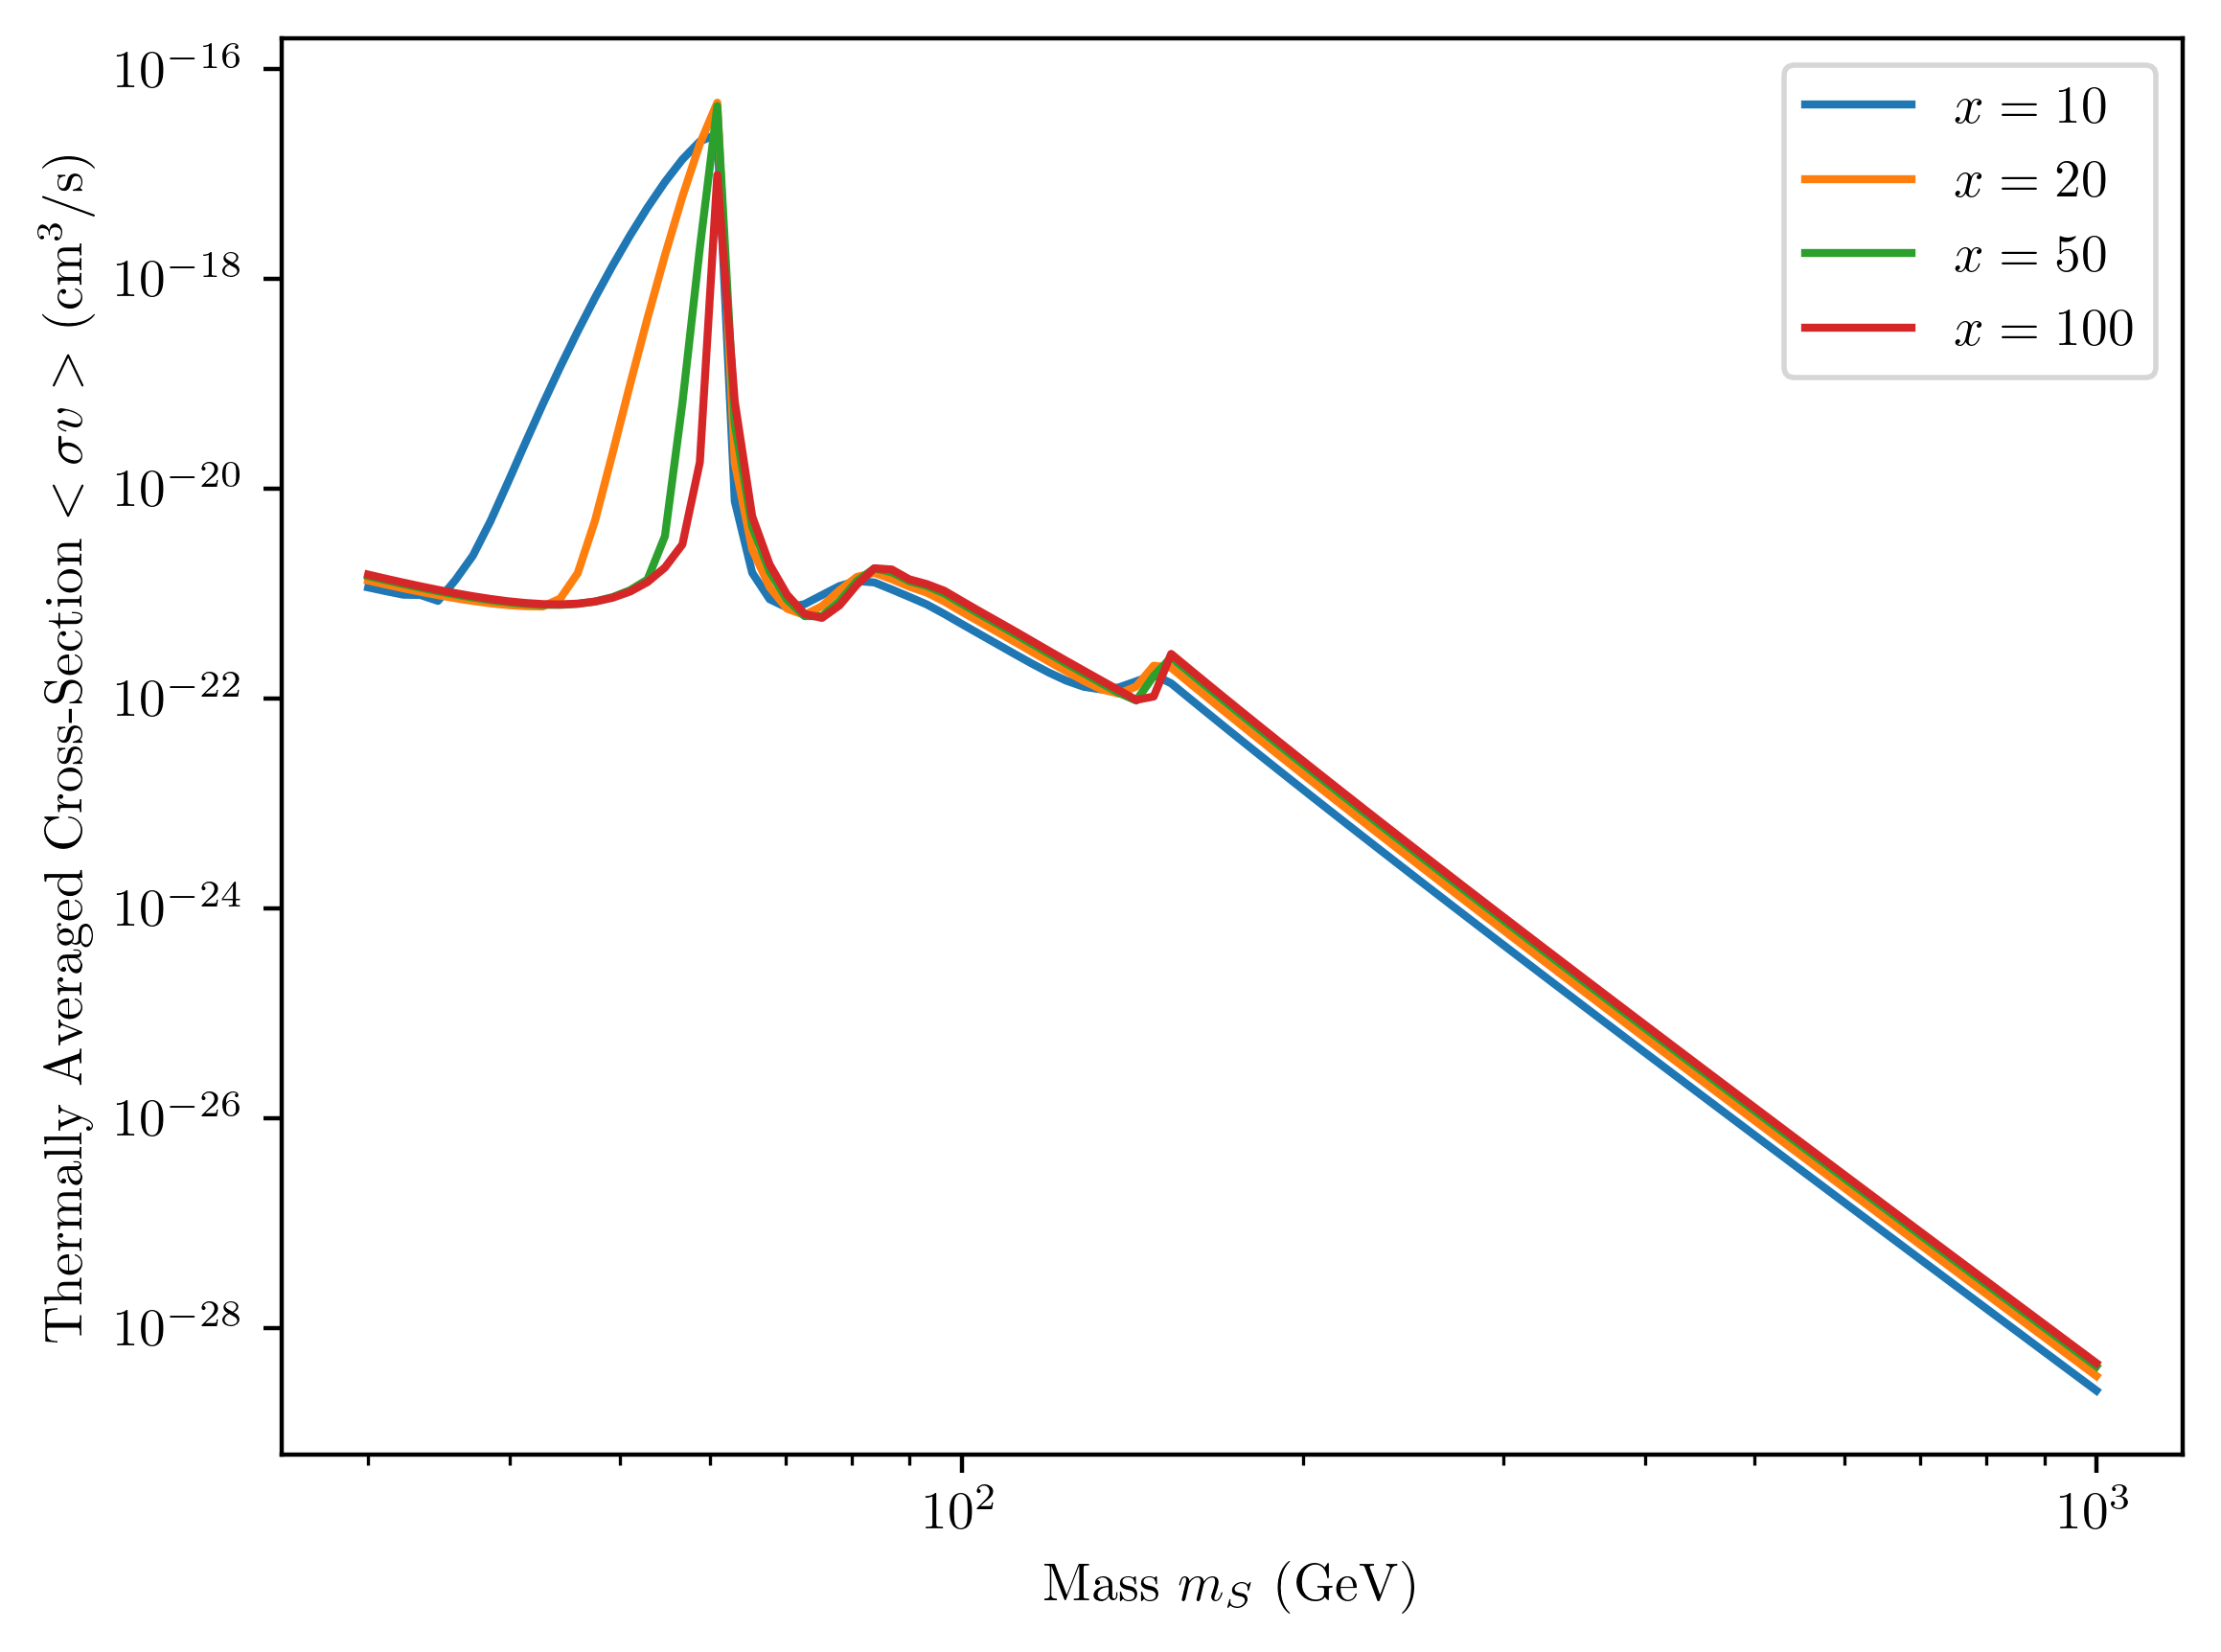 Thermally Averaged Cross-Section < σv > (cm³/s)
10⁻¹⁶
10⁻¹⁸
10⁻²⁰
10⁻²²
10⁻²⁴
10⁻²⁶
10⁻²⁸
x = 10
x = 20
x = 50
x = 100
10²
10³
Mass m_S (GeV)